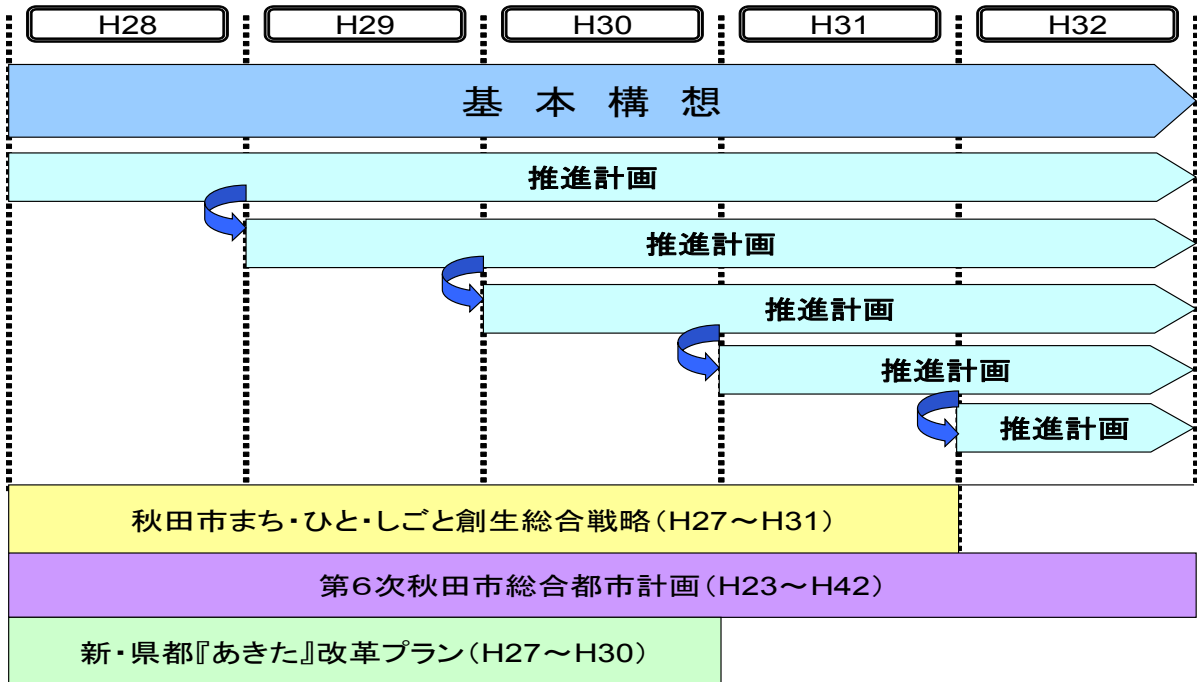 H28
H29
H30
H31
H32
基本構想
推進計画
推進計画
推進計画
推進計画
推進計画
秋田市まち・ひと・しごと創生総合戦略(H27～H31)
第6次秋田市総合都市計画(H23～H42)
新・県都『あきた』改革プラン(H27～H30)